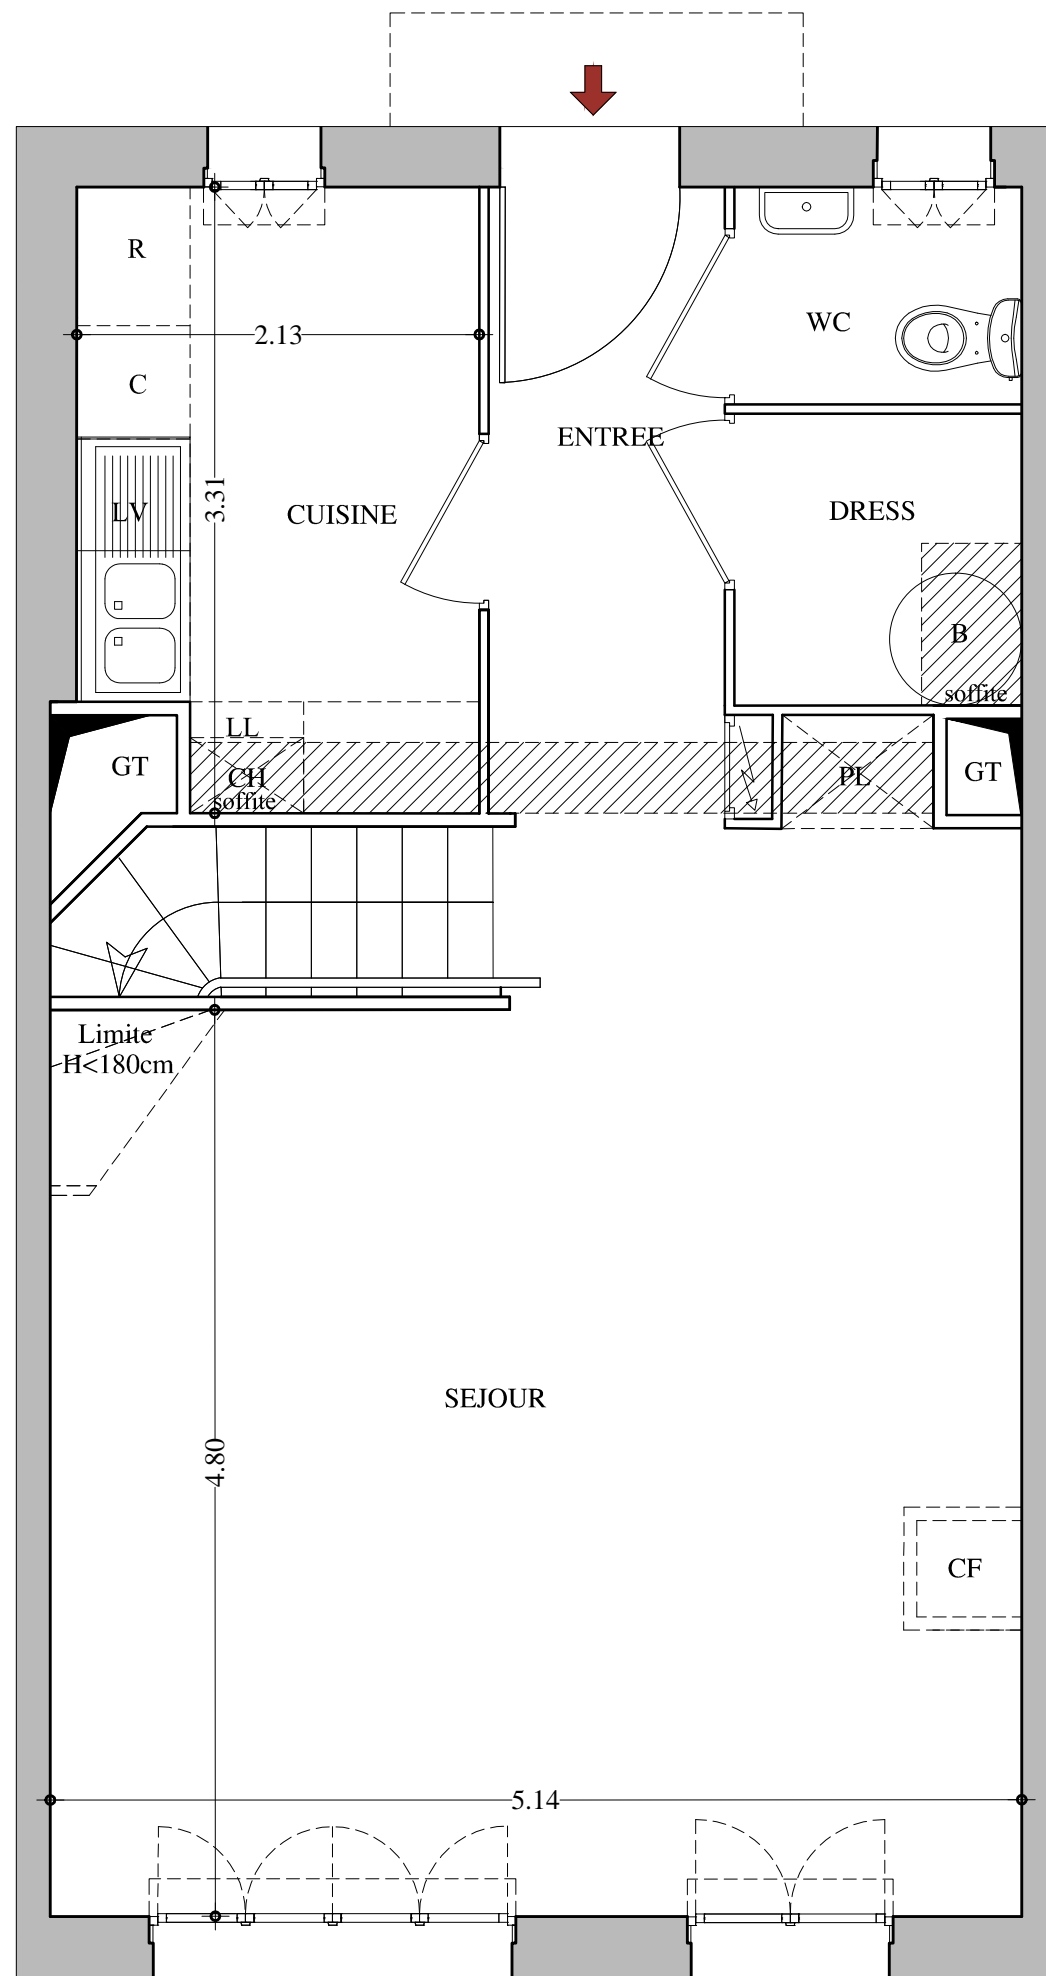 R
WC
2.13
C
ENTREE
3.31
LV
CUISINE
DRESS
B
soffite
LL
GT
CH
soffite
PL
GT
Limite
H<180cm
SEJOUR
4.80
CF
5.14